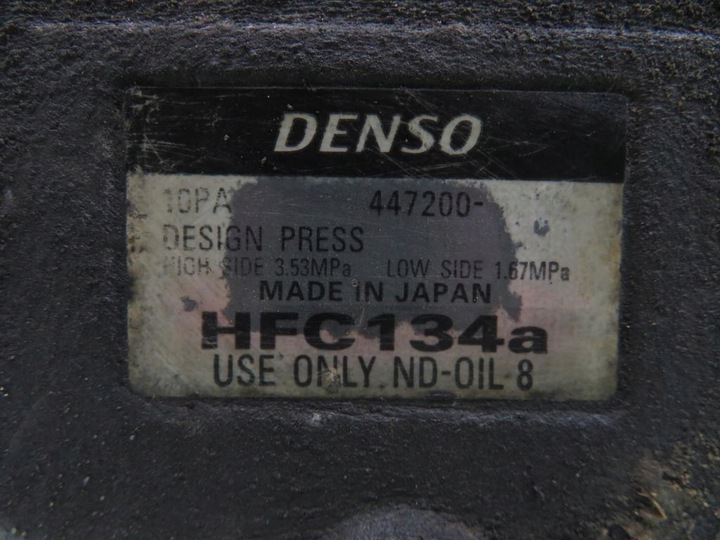 DENSO
10PA 447200-
DESIGN PRESS
HIGH SIDE 3.53MPa LOW SIDE 1.67MPa
MADE IN JAPAN
HFC134a
USE ONLY ND-OIL 8